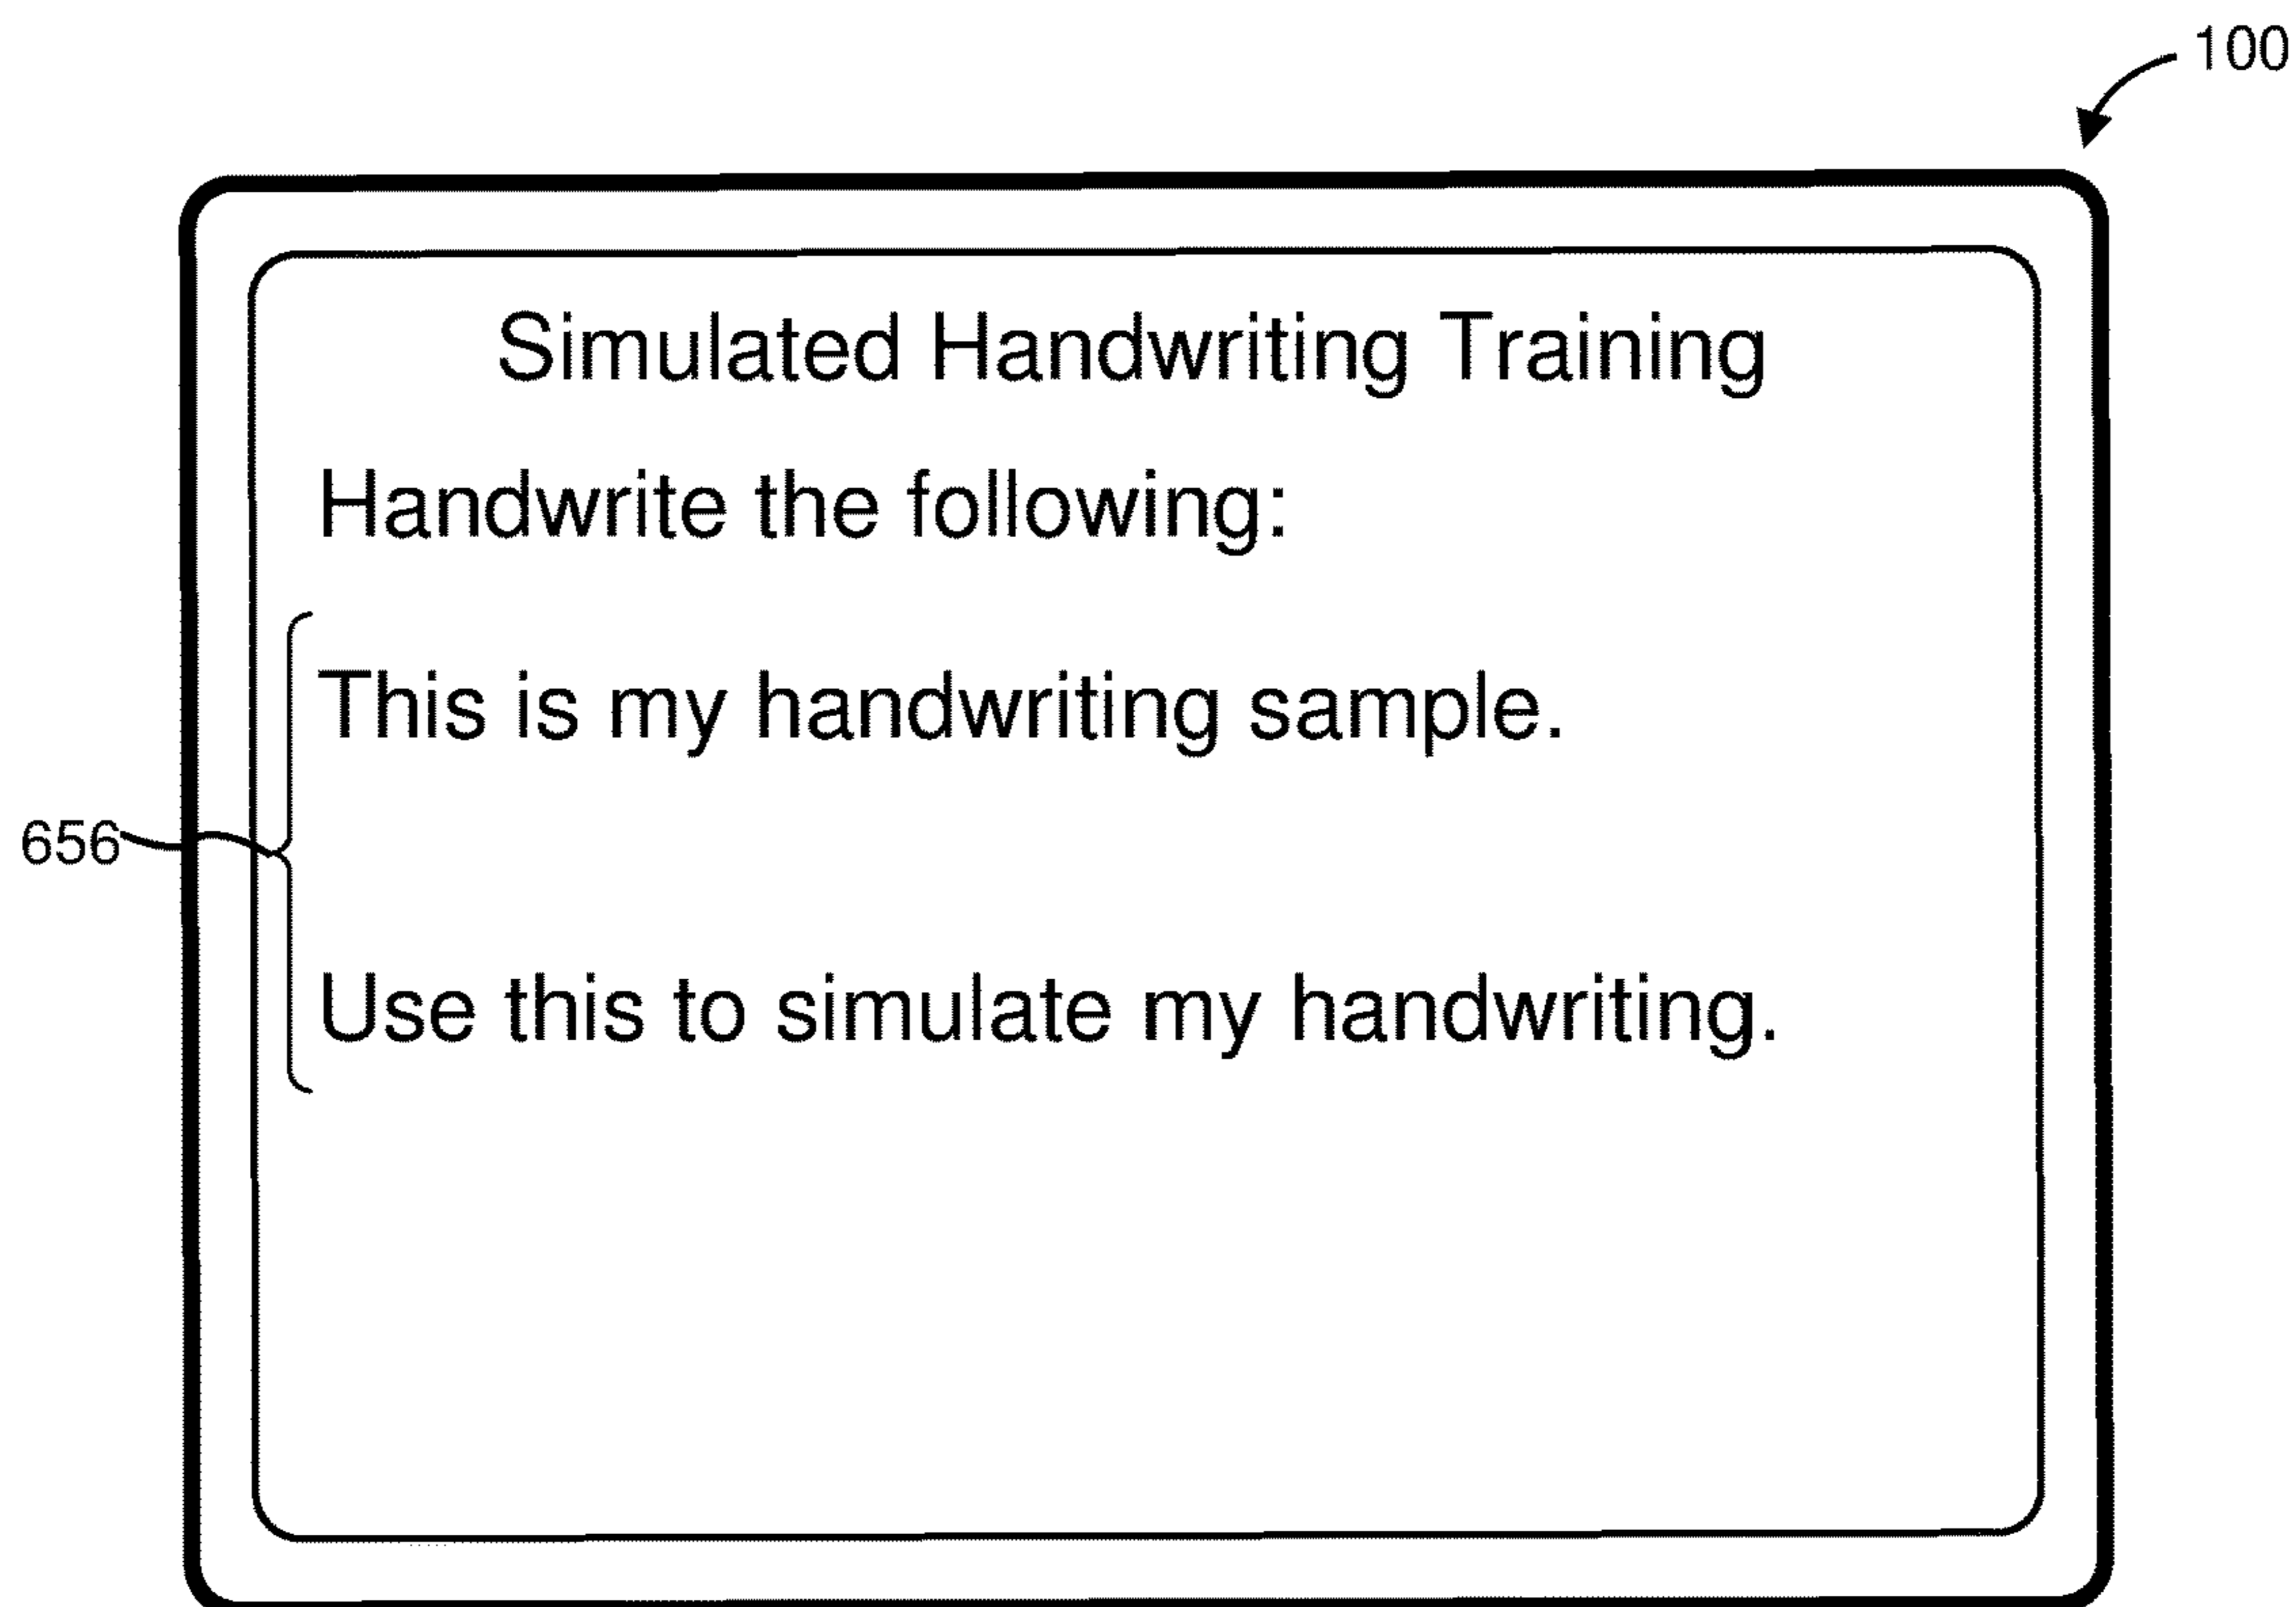 100
Simulated Handwriting Training
Handwrite the following:
This is my handwriting sample.
656
Use this to simulate my handwriting.